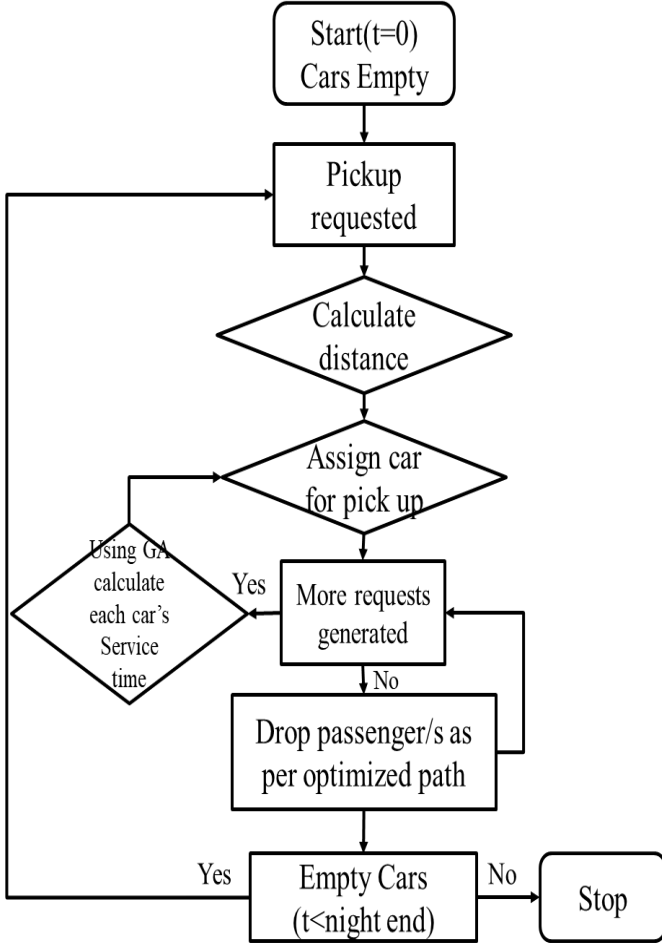 Start(t=0)
Cars Empty
Pickup
requested
Calculate
distance
Assign car
for pick up
Using GA
calculate
each car's
Service
time
Yes
More requests
generated
No
Drop passenger/s as
per optimized path
Yes
Empty Cars
(t<night end)
No
Stop